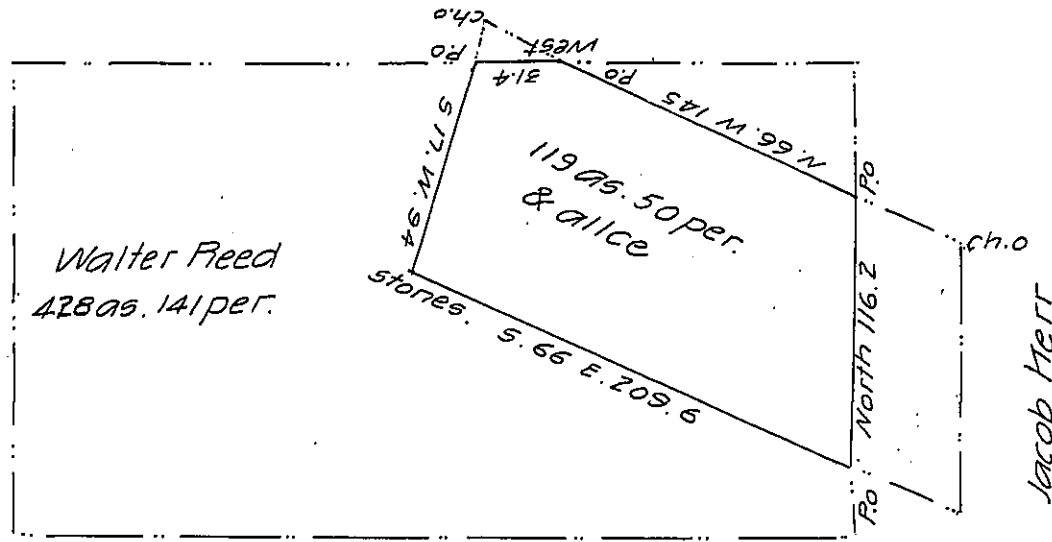 ch.o
P.o
West
31.4
P.o
N. 66. W 145
S 17. W. 94
119 as. 50 per.
& allce
P.o
ch.o
Walter Reed
428 as. 141 per.
stones.
S. 66 E. 209.6
North 116.2
P.o
Jacob Herr